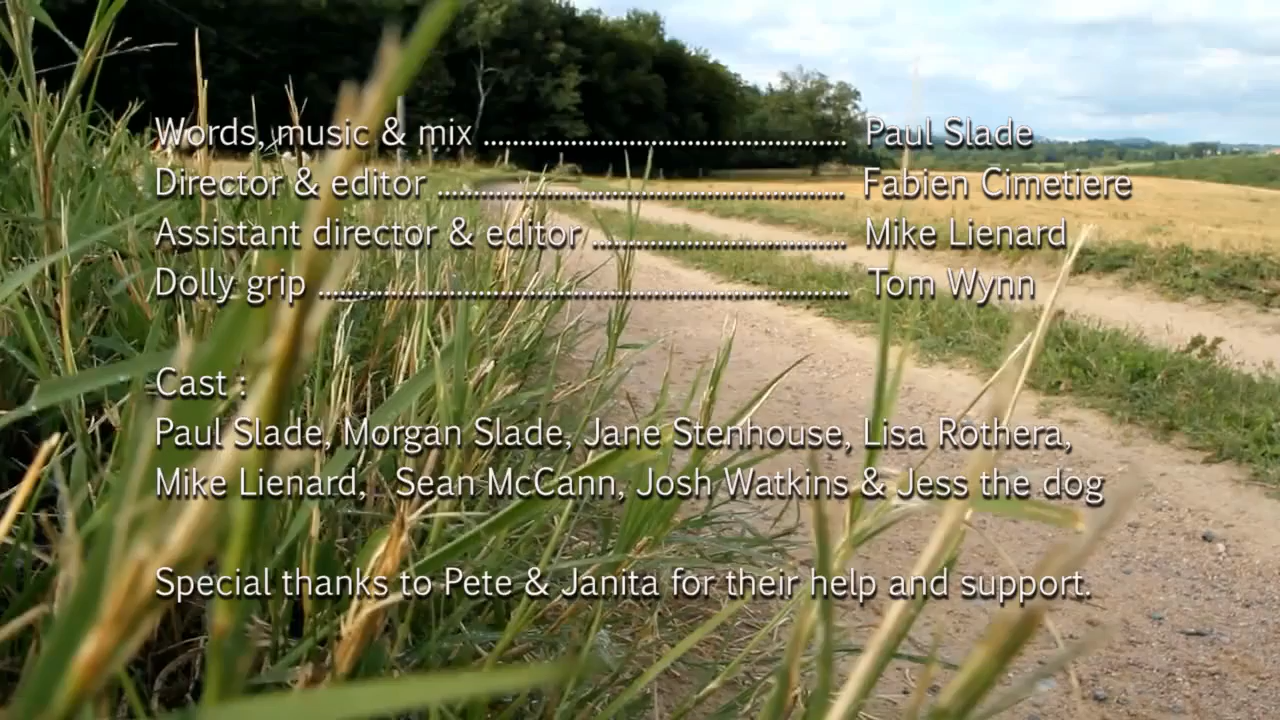 Words, music & mix .......................................... Paul Slade
Director & editor ............................................... Fabien Cimetiere
Assistant director & editor .............................. Mike Lienard
Dolly grip .............................................................. Tom Wynn
Cast :
Paul Slade, Morgan Slade, Jane Stenhouse, Lisa Rothera,
Mike Lienard, Sean McCann, Josh Watkins & Jess the dog
Special thanks to Pete & Janita for their help and support.